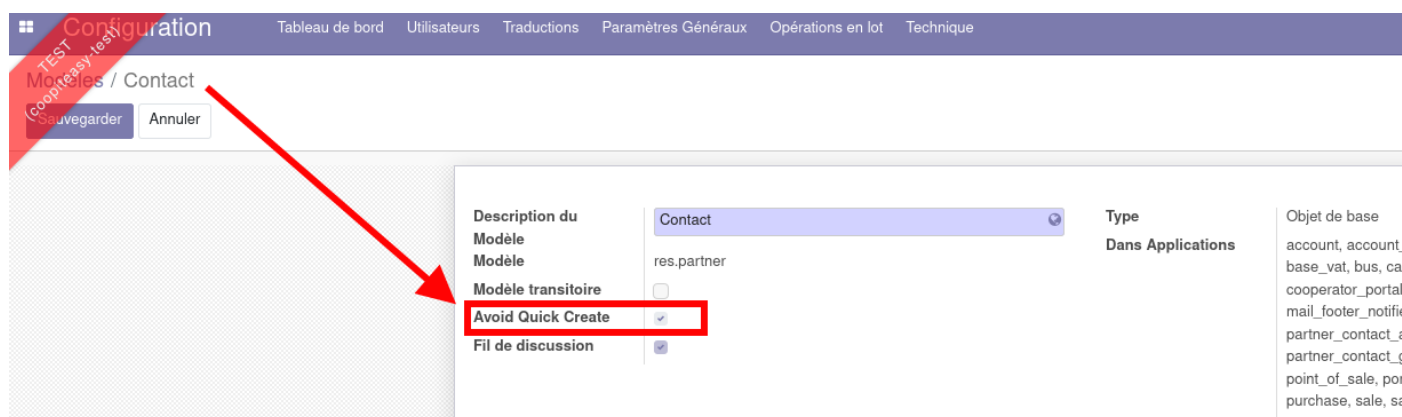 Configuration
Tableau de bord Utilisateurs Traductions Paramètres Généraux Opérations en lot Technique
TEST
(coopiteasy-test)
Modèles / Contact
Sauvegarder Annuler
Description du Modèle Contact
Modèle res.partner
Modèle transitoire
Avoid Quick Create
Fil de discussion
Type Objet de base
Dans Applications account, account_
base_vat, bus, ca
cooperator_portal
mail_footer_notifie
partner_contact_a
partner_contact_g
point_of_sale, por
purchase, sale, sa